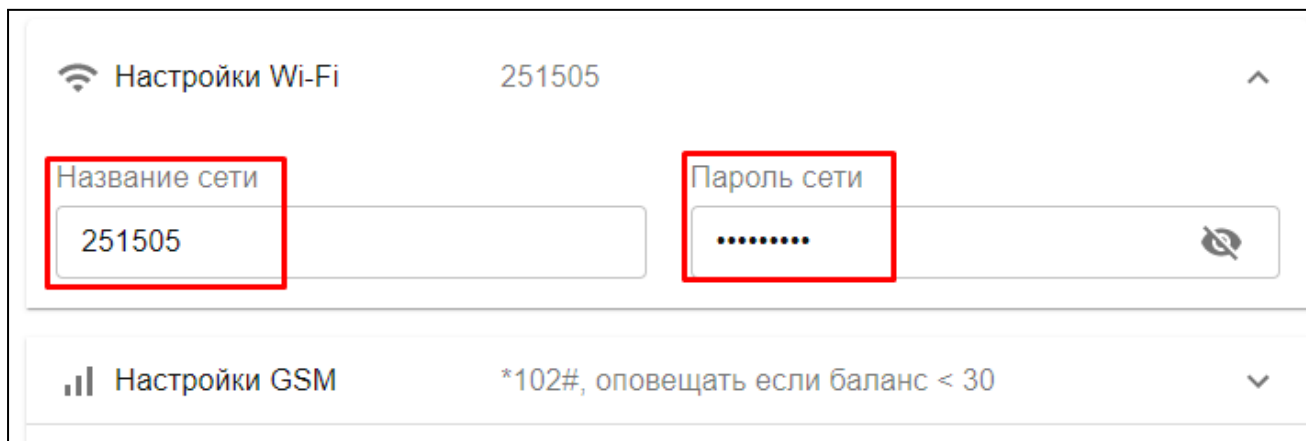 Настройки Wi-Fi 251505
Название сети Пароль сети
251505 •••••••••
Настройки GSM *102#, оповещать если баланс < 30